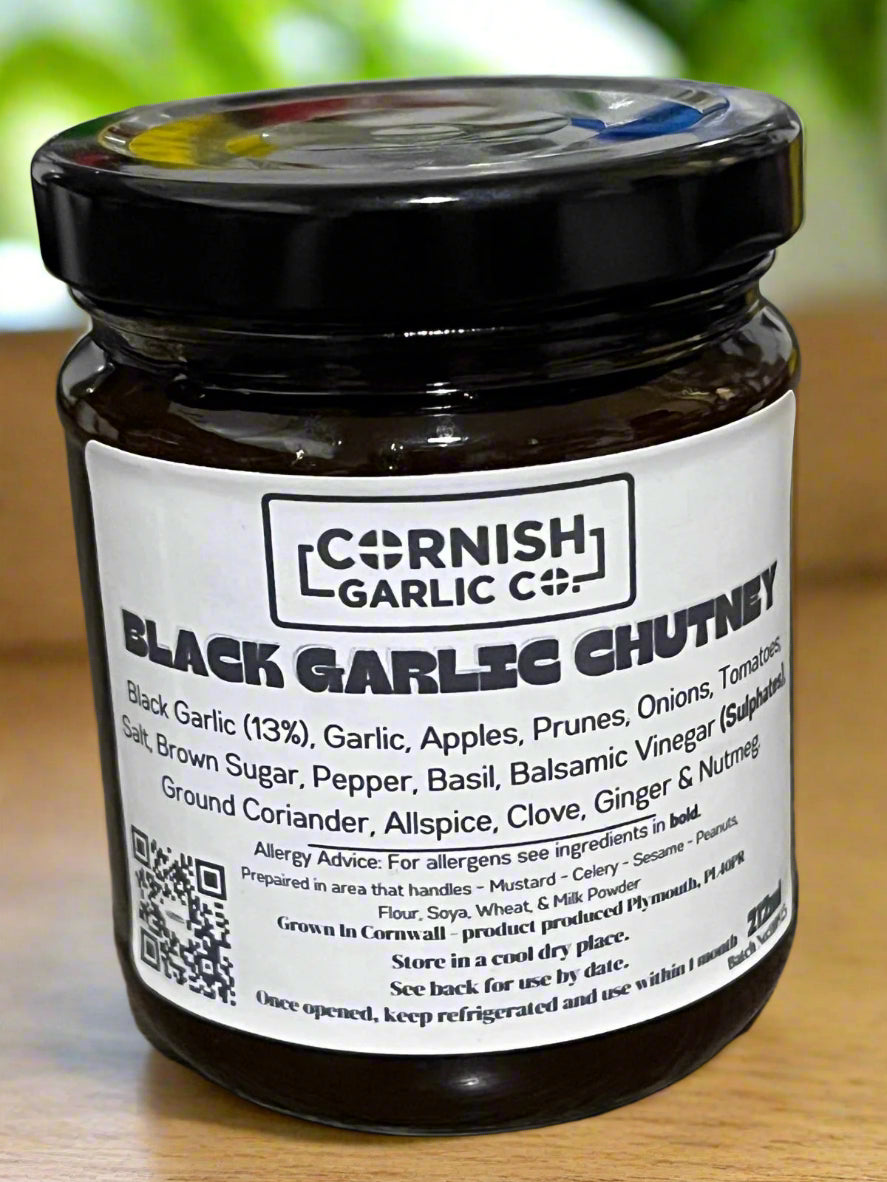 CORNISH
GARLIC CO.
BLACK GARLIC CHUTNEY
Black Garlic (13%), Garlic, Apples, Prunes, Onions, Tomatoes,
Salt, Brown Sugar, Pepper, Basil, Balsamic Vinegar (Sulphates),
Ground Coriander, Allspice, Clove, Ginger & Nutmeg.
Allergy Advice: For allergens see ingredients in bold.
Prepaired in area that handles - Mustard - Celery - Sesame - Peanuts,
Flour, Soya, Wheat, & Milk Powder
Grown In Cornwall - product produced Plymouth,
Store in a cool dry place.
See back for use by date.
212ml
Once opened, keep refrigerated and use within 1 month
Batch